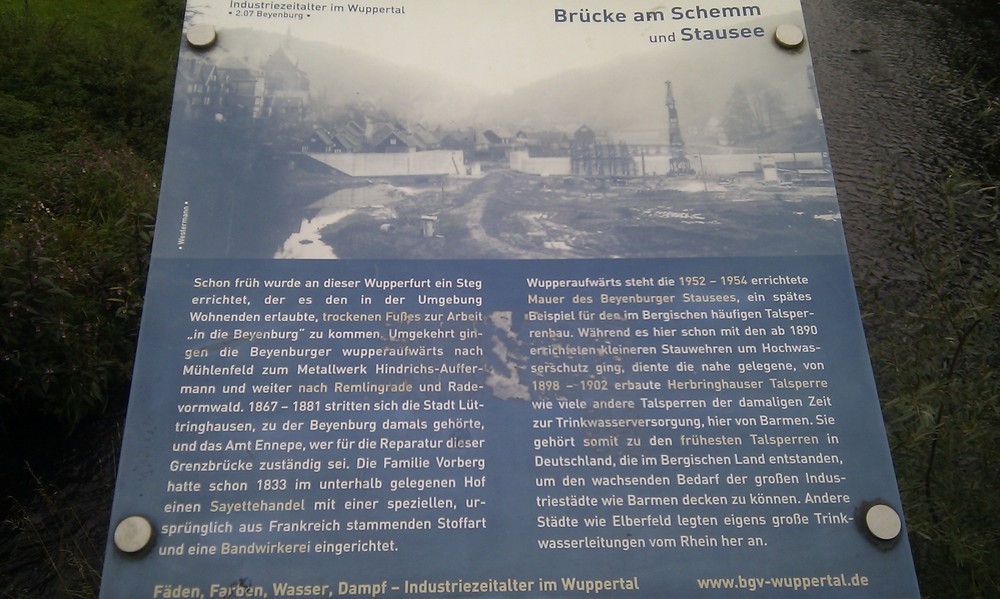 Industriezeitalter im Wuppertal
• 2.07 Beyenburg •
Brücke am Schemm
und Stausee
• Westermann •
Schon früh wurde an dieser Wupperfurt ein Steg
errichtet, der es den in der Umgebung
Wohnenden erlaubte, trockenen Fußes zur Arbeit
„in die Beyenburg“ zu kommen. Umgekehrt gin-
gen die Beyenburger wupperaufwärts nach
Mühlenfeld zum Metallwerk Hindrichs-Auffer-
mann und weiter nach Remlingrade und Rade-
vormwald. 1867 – 1881 stritten sich die Stadt Lüt-
tringhausen, zu der Beyenburg damals gehörte,
und das Amt Ennepe, wer für die Reparatur dieser
Grenzbrücke zuständig sei. Die Familie Vorberg
hatte schon 1833 im unterhalb gelegenen Hof
einen Sayettehandel mit einer speziellen, ur-
sprünglich aus Frankreich stammenden Stoffart
und eine Bandwirkerei eingerichtet.
Wupperaufwärts steht die 1952 – 1954 errichtete
Mauer des Beyenburger Stausees, ein spätes
Beispiel für den im Bergischen häufigen Talsper-
renbau. Während es hier schon mit den ab 1890
errichteten kleineren Stauwehren um Hochwas-
serschutz ging, diente die nahe gelegene, von
1898 – 1902 erbaute Herbringhauser Talsperre
wie viele andere Talsperren der damaligen Zeit
zur Trinkwasserversorgung, hier von Barmen. Sie
gehört somit zu den frühesten Talsperren in
Deutschland, die im Bergischen Land entstanden,
um den wachsenden Bedarf der großen Indus-
triestädte wie Barmen decken zu können. Andere
Städte wie Elberfeld legten eigens große Trink-
wasserleitungen vom Rhein her an.
Fäden, Farben, Wasser, Dampf – Industriezeitalter im Wuppertal
www.bgv-wuppertal.de